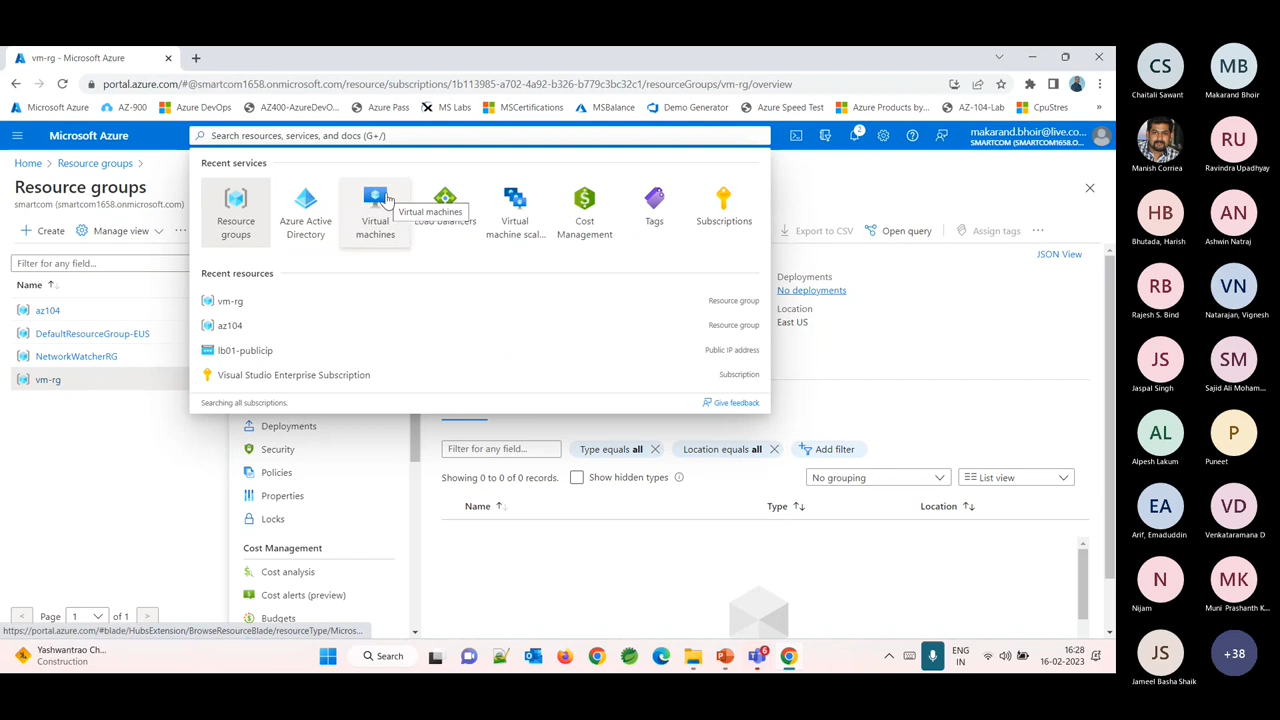 vm-rg - Microsoft Azure
portal.azure.com/#@smartcom1658.onmicrosoft.com/resource/subscriptions/1b113985-a702-4a92-b326-b779c3bc32c1/resourceGroups/vm-rg/overview
Microsoft Azure
AZ-900
Azure DevOps
AZ400-AzureDevO...
Azure Pass
MS Labs
MSCertifications
MSBalance
Demo Generator
Azure Speed Test
Azure Products by...
AZ-104-Lab
CpuStres
»
Microsoft Azure
Search resources, services, and docs (G+/)
2
makarand.bhoir@live.co...
SMARTCOM (SMARTCOM1658.O...
Home > Resource groups >
Resource groups
smartcom (smartcom1658.onmicrosoft.com)
Create
Manage view
Filter for any field...
Name
az104
DefaultResourceGroup-EUS
NetworkWatcherRG
vm-rg
Page 1 of 1
Recent services
Resource groups
Azure Active Directory
Virtual machines
Virtual machines
Load balancers
Virtual machine scal...
Cost Management
Tags
Subscriptions
Recent resources
vm-rg Resource group
az104 Resource group
lb01-publicip Public IP address
Visual Studio Enterprise Subscription Subscription
Searching all subscriptions.
Give feedback
Export to CSV
Open query
Assign tags
JSON View
Deployments
No deployments
Location
East US
Deployments
Security
Policies
Properties
Locks
Cost Management
Cost analysis
Cost alerts (preview)
Budgets
Filter for any field...
Type equals all
Location equals all
Add filter
Showing 0 to 0 of 0 records.
Show hidden types
No grouping
List view
Name
Type
Location
https://portal.azure.com/#blade/HubsExtension/BrowseResourceBlade/resourceType/Micros...
Yashwantrao Ch...
Construction
Search
6
ENG
IN
16:28
16-02-2023
CS
Chaitali Sawant
MB
Makarand Bhoir
Manish Correia
RU
Ravindra Upadhyay
HB
Bhutada, Harish
AN
Ashwin Natraj
RB
Rajesh S. Bind
VN
Natarajan, Vignesh
JS
Jaspal Singh
SM
Sajid Ali Moham...
AL
Alpesh Lakum
P
Puneet
EA
Arif, Emaduddin
VD
Venkataramana D
N
Nijam
MK
Muni Prashanth K...
JS
Jameel Basha Shaik
+38